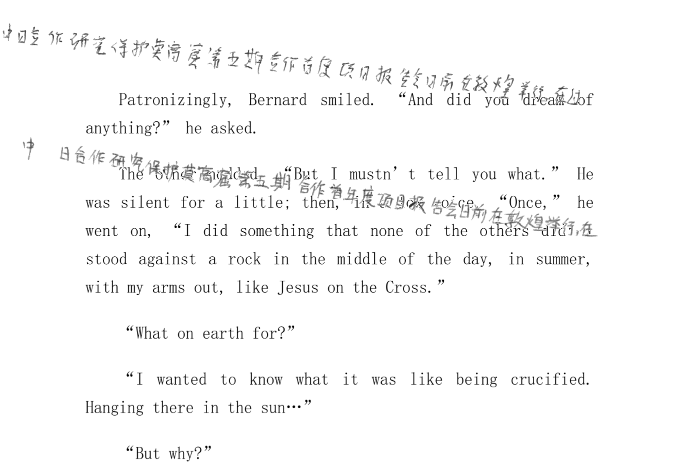 中日合作研究保护莫高窟第五期合作首度项目报告会日前在敦煌举行,在过
Patronizingly, Bernard smiled. “And did you dream of
anything?” he asked.
中 日合作研究保护莫高窟第五期合作首年度项目报告会日前在敦煌举行,在
The other nodded. “But I mustn’t tell you what.” He
was silent for a little; then, in a low voice, “Once,” he
went on, “I did something that none of the others did:
stood against a rock in the middle of the day, in summer,
with my arms out, like Jesus on the Cross.”
“What on earth for?”
“I wanted to know what it was like being crucified.
Hanging there in the sun…”
“But why?”